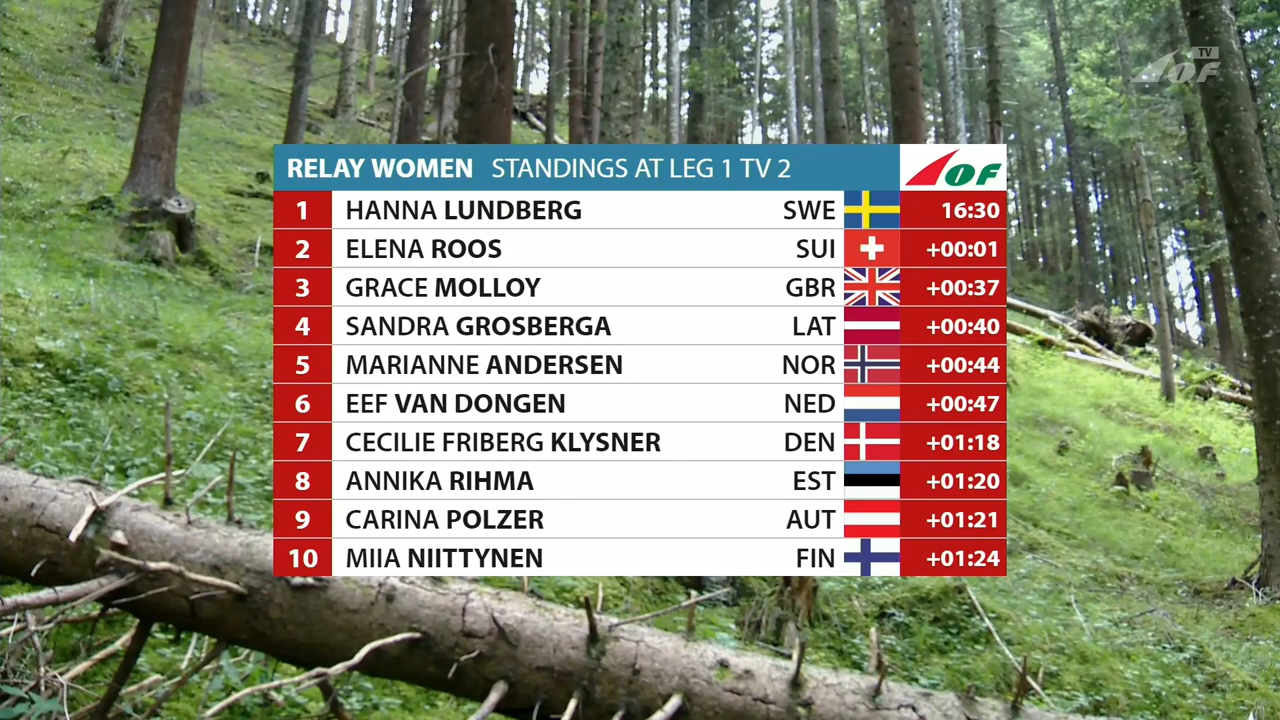 TV
IOF
RELAY WOMEN STANDINGS AT LEG 1 TV 2
IOF
1 HANNA LUNDBERG SWE 16:30
2 ELENA ROOS SUI +00:01
3 GRACE MOLLOY GBR +00:37
4 SANDRA GROSBERGA LAT +00:40
5 MARIANNE ANDERSEN NOR +00:44
6 EEF VAN DONGEN NED +00:47
7 CECILIE FRIBERG KLYSNER DEN +01:18
8 ANNIKA RIHMA EST +01:20
9 CARINA POLZER AUT +01:21
10 MIIA NIITTYNEN FIN +01:24